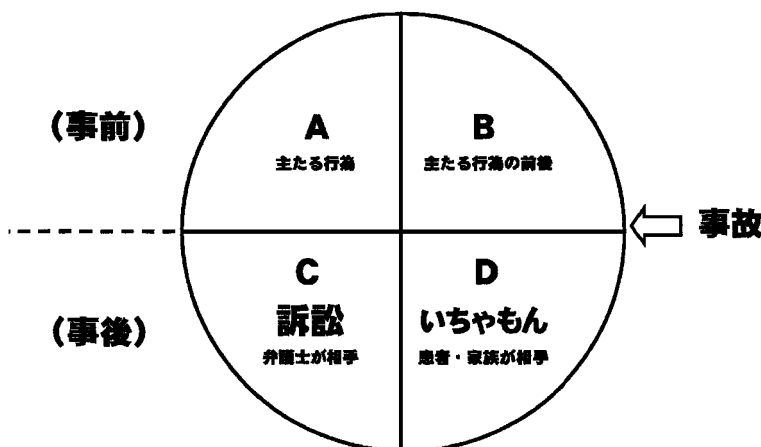 (事前)
A
主たる行為
B
主たる行為の前後
事故
(事後)
C
訴訟
弁護士が相手
D
いちゃもん
患者・家族が相手